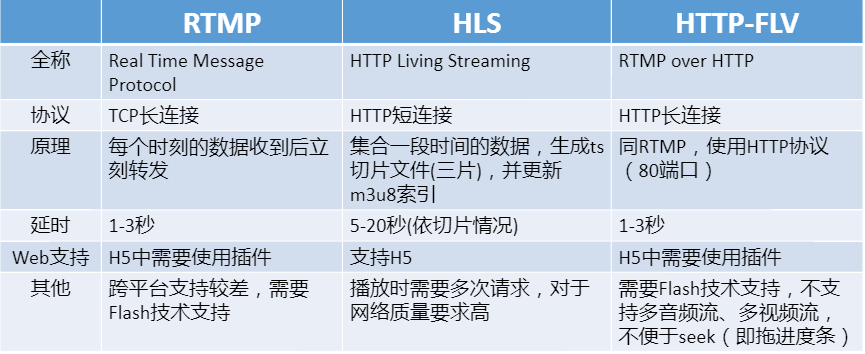 RTMP HLS HTTP-FLV
全称 Real Time Message Protocol HTTP Living Streaming RTMP over HTTP
协议 TCP长连接 HTTP短连接 HTTP长连接
原理 每个时刻的数据收到后立刻转发 集合一段时间的数据，生成ts切片文件(三片)，并更新m3u8索引 同RTMP，使用HTTP协议（80端口）
延时 1-3秒 5-20秒(依切片情况) 1-3秒
Web支持 H5中需要使用插件 支持H5 H5中需要使用插件
其他 跨平台支持较差，需要Flash技术支持 播放时需要多次请求，对于网络质量要求高 需要Flash技术支持，不支持多音频流、多视频流，不便于seek（即拖进度条）